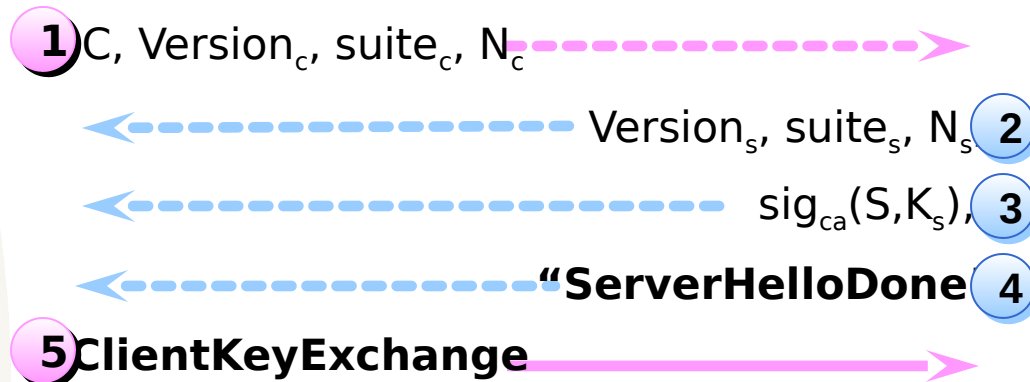 1 C, Versionc, suitec, Nc
Versions, suites, Ns, 2
sigca(S,Ks), 3
“ServerHelloDone” 4
5 ClientKeyExchange